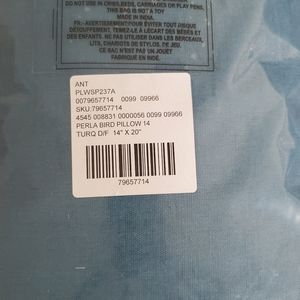 DO NOT USE IN CRIBS, BEDS, CARRIAGES OR PLAY PENS.
THIS BAG IS NOT A TOY
MADE IN INDIA.
FR:-AVERTISSEMENT/POUR ÉVITER TOUT RISQUE
D'ÉTOUFFEMENT, TENEZ-LE À L'ÉCART DES BÉBÉS ET
DES ENFANTS. NE PAS UTILISER DANS LES BERCEAUX,
LITS, CHARIOTS DE STYLOS. DE JEU.
CE SAC N'EST PAS UN JOUET
FABRIQUÉ EN INDE.
ANT
PLWSP237A
0079657714 0099 09966
SKU:79657714
4545 008831 0000056 0099 09966
PERLA BIRD PILLOW 14
TURQ D/F 14" X 20"
79657714